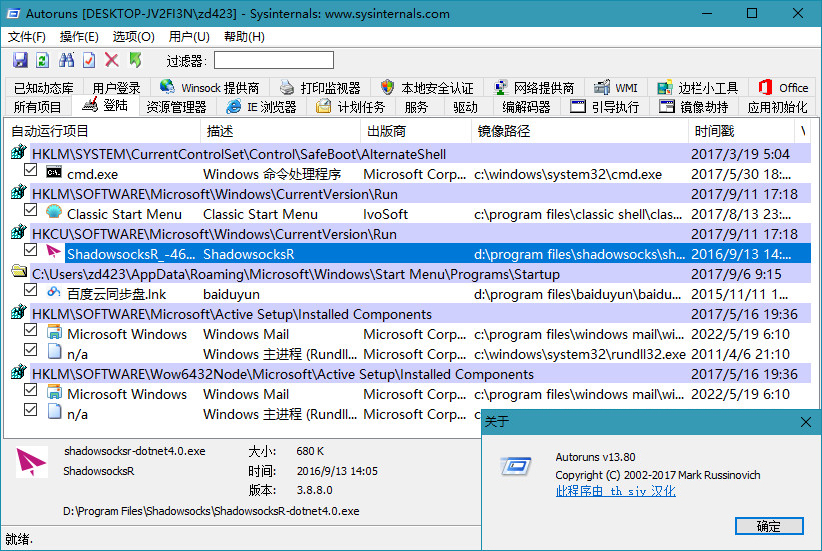 Autoruns [DESKTOP-JV2FI3N\zd423] - Sysinternals: www.sysinternals.com
文件(F) 操作(E) 选项(O) 用户(U) 帮助(H)
过滤器:
已知动态库 用户登录 Winsock 提供商 打印监视器 本地安全认证 网络提供商 WMI 边栏小工具 Office
所有项目 登陆 资源管理器 IE 浏览器 计划任务 服务 驱动 编解码器 引导执行 镜像劫持 应用初始化
自动运行项目 描述 出版商 镜像路径 时间戳 V
HKLM\SYSTEM\CurrentControlSet\Control\SafeBoot\AlternateShell 2017/3/19 5:04
cmd.exe Windows 命令处理程序 Microsoft Corp... c:\windows\system32\cmd.exe 2017/5/30 18:...
HKLM\SOFTWARE\Microsoft\Windows\CurrentVersion\Run 2017/9/11 17:18
Classic Start Menu Classic Start Menu IvoSoft c:\program files\classic shell\clas... 2017/8/13 23:...
HKCU\SOFTWARE\Microsoft\Windows\CurrentVersion\Run 2017/9/11 17:18
ShadowsocksR_-46... ShadowsocksR d:\program files\shadowsocks\sh... 2016/9/13 14:...
C:\Users\zd423\AppData\Roaming\Microsoft\Windows\Start Menu\Programs\Startup 2017/9/6 9:15
百度云同步盘.lnk baiduyun c:\program files\baiduyun\baidu... 2015/11/11 1...
HKLM\SOFTWARE\Microsoft\Active Setup\Installed Components 2017/5/16 19:36
Microsoft Windows Windows Mail Microsoft Corp... c:\program files\windows mail\wi... 2022/5/19 6:10
n/a Windows 主进程 (Rundll... Microsoft Corp... c:\windows\system32\rundll32.exe 2011/4/6 21:10
HKLM\SOFTWARE\Wow6432Node\Microsoft\Active Setup\Installed Components 2017/5/16 19:36
Microsoft Windows Windows Mail Microsoft Corp... c:\program files\windows mail\wi... 2022/5/19 6:10
n/a Windows 主进程 (Rundll... Microsoft Corp...
关于
shadowsocksr-dotnet4.0.exe 大小: 680 K
ShadowsocksR 时间: 2016/9/13 14:05
版本: 3.8.8.0
D:\Program Files\Shadowsocks\ShadowsocksR-dotnet4.0.exe
Autoruns v13.80
Copyright (C) 2002-2017 Mark Russinovich
此程序由 th_sjy 汉化
确定
就绪.